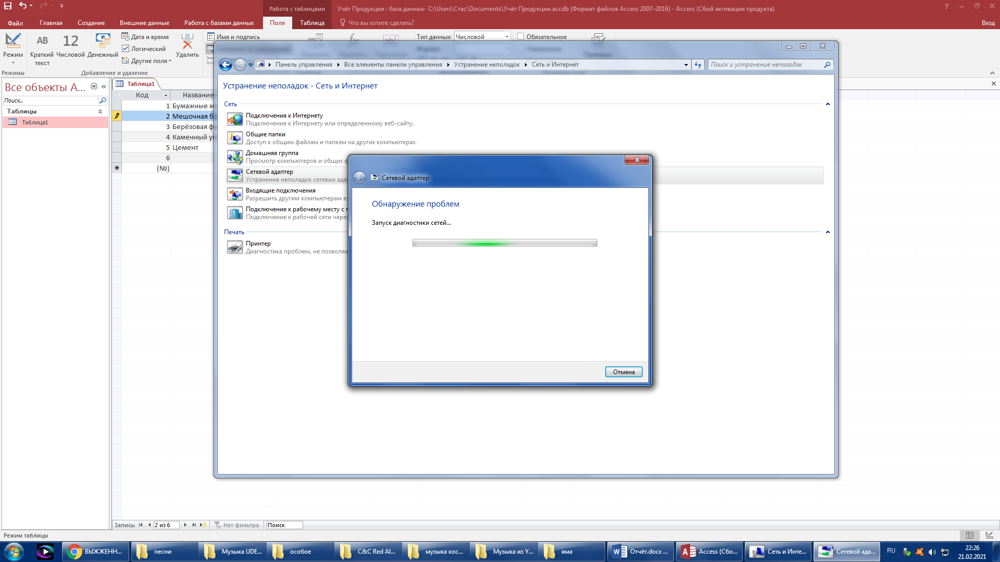 Работа с таблицами
Учёт Продукции : база данных- C:\Users\Стас\Documents\Учёт Продукции.accdb (Формат файлов Access 2007–2016) - Access (Сбой активации продукта)
Файл
Главная
Создание
Внешние данные
Работа с базами данных
Поля
Таблица
Что вы хотите сделать?
Вход
Режим
Режимы
AB
Краткий
текст
12
Числовой
Денежный
Дата и время
Логический
Другие поля
Удалить
Добавление и удаление
Имя и подпись
Тип данных:
Числовой
Обязательное
Панель управления
Все элементы панели управления
Устранение неполадок
Сеть и Интернет
Поиск и устранение неполадок
Все объекты A...
Поиск...
Таблицы
Таблица1
Таблица1
Код
Название
1 Бумажные м
2 Мешочная б
3 Берёзовая ф
4 Каменный у
5 Цемент
6
(№)
Устранение неполадок - Сеть и Интернет
Сеть
Подключения к Интернету
Подключение к Интернету или определенному веб-сайту.
Общие папки
Доступ к общим файлам и папкам на других компьютерах.
Домашняя группа
Просмотр компьютеров и общих ф
Сетевой адаптер
Устранение неполадок сетевых ада
Входящие подключения
Разрешить другим компьютерам вз
Подключение к рабочему месту с п
Подключение к рабочей сети чере
Печать
Принтер
Диагностика проблем, не позволя
Сетевой адаптер
Обнаружение проблем
Запуск диагностики сетей...
Отмена
Запись:
2 из 6
Нет фильтра
Поиск
Режим таблицы
ВЫЖЖЕНН...
песни
Музыка UDE...
особое
C&C Red Al...
музыка кос...
Музыка из Y...
яма
Отчёт.docx ...
Access (Сбо...
Сеть и Инте...
Сетевой ада...
RU
22:26
21.02.2021